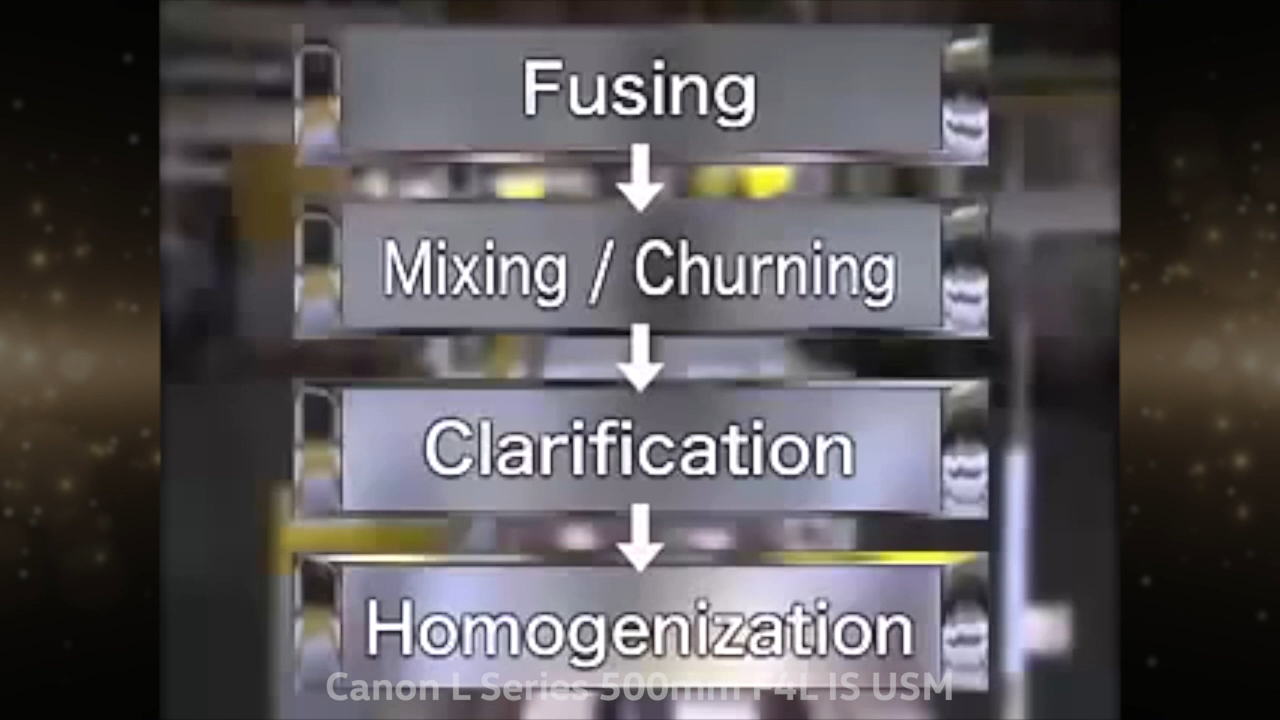 Fusing
Mixing / Churning
Clarification
Homogenization
Canon L Series 500mm F4L IS USM